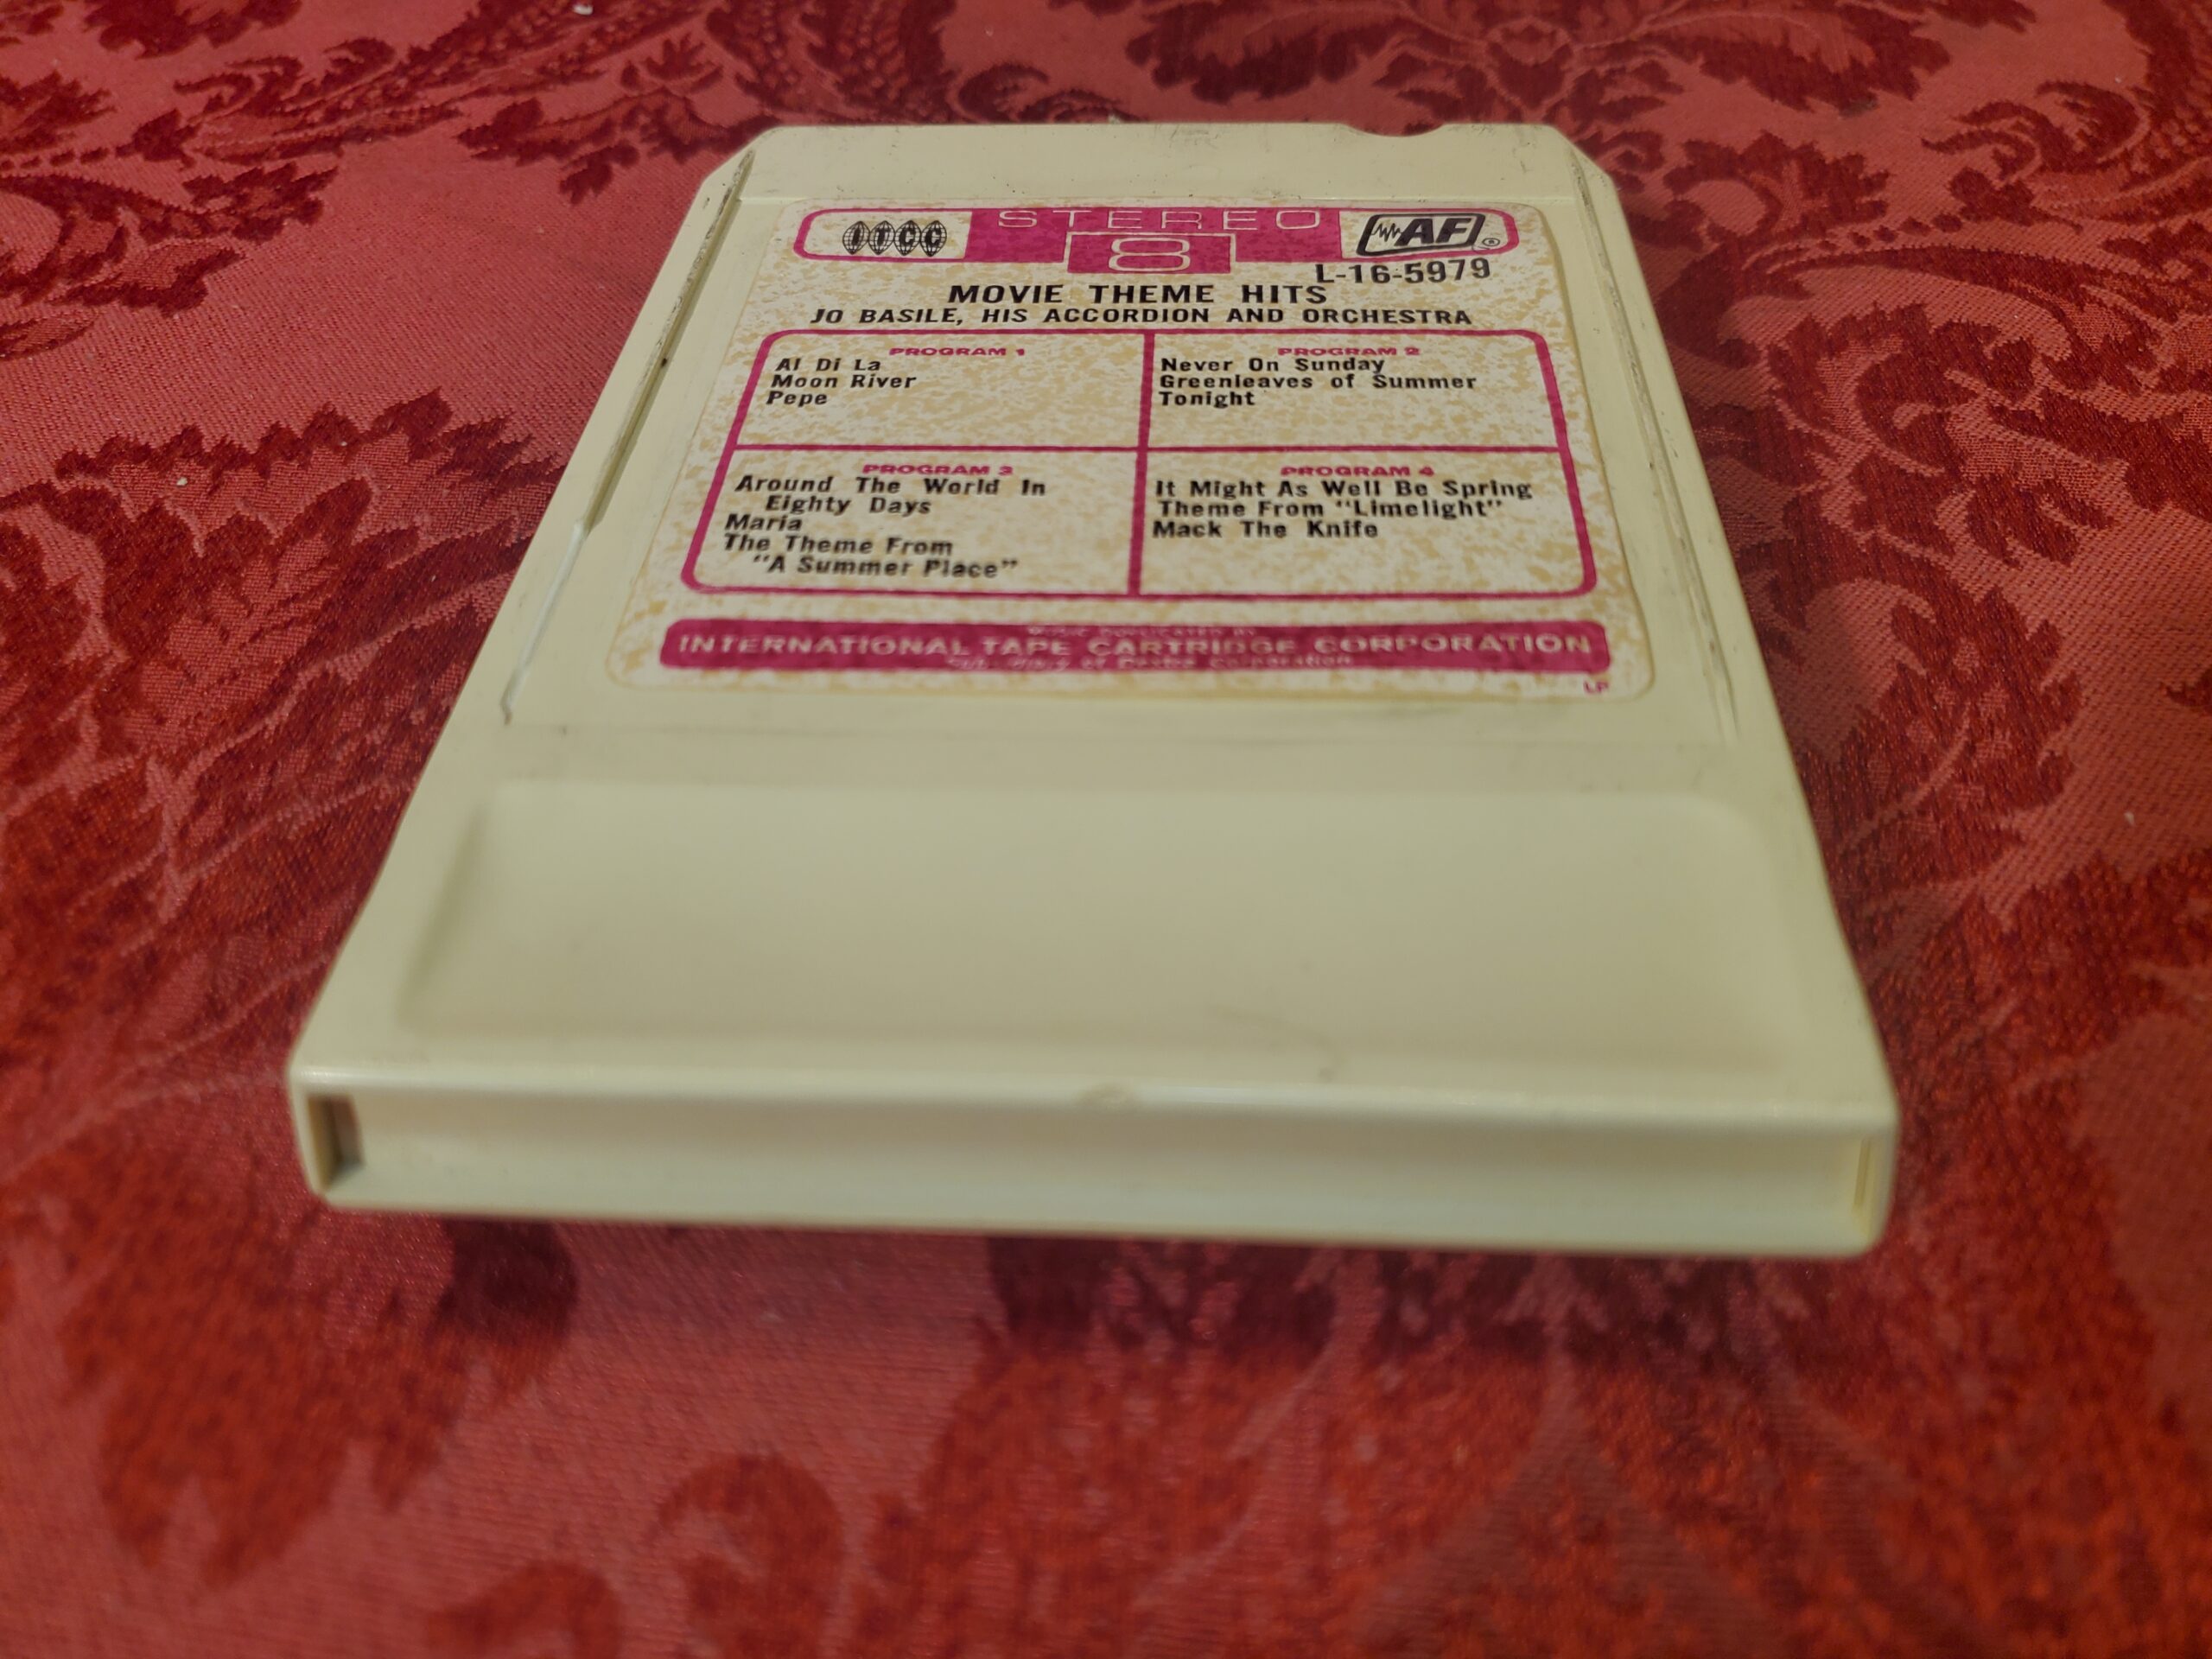 ITCC
STEREO
8
AF®
L-16-5979
MOVIE THEME HITS
JO BASILE, HIS ACCORDION AND ORCHESTRA
PROGRAM 1
Al Di La
Moon River
Pepe
PROGRAM 2
Never On Sunday
Greenleaves of Summer
Tonight
PROGRAM 3
Around The World In
Eighty Days
Maria
The Theme From
"A Summer Place"
PROGRAM 4
It Might As Well Be Spring
Theme From "Limelight"
Mack The Knife
INTERNATIONAL TAPE CARTRIDGE CORPORATION
of Corporation
LP